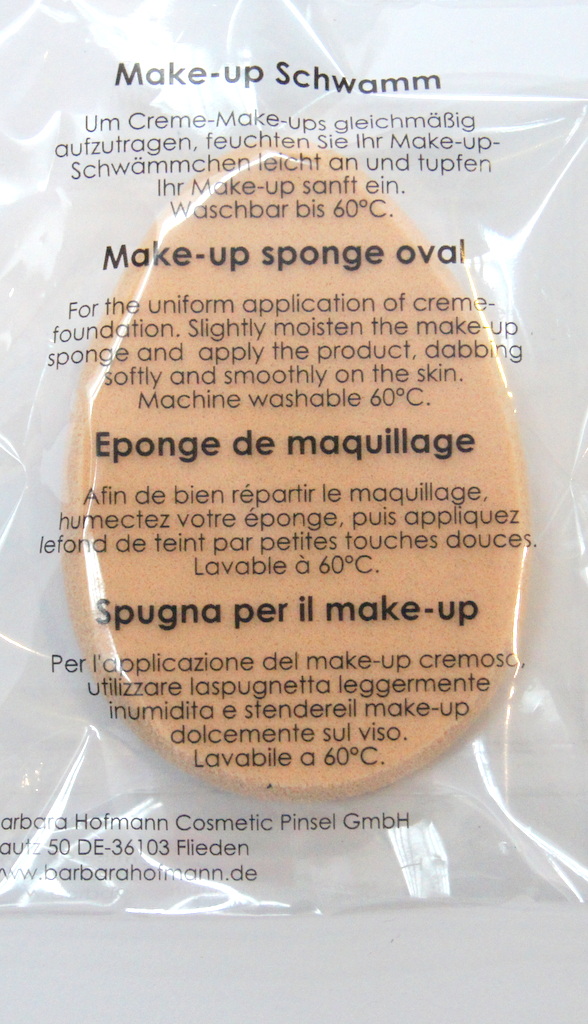 Make-up Schwamm
Um Creme-Make-ups gleichmäßig
aufzutragen, feuchten Sie Ihr Make-up-
Schwämmchen leicht an und tupfen
Ihr Make-up sanft ein.
Waschbar bis 60°C.
Make-up sponge oval
For the uniform application of creme-
foundation. Slightly moisten the make-up
sponge and apply the product, dabbing
softly and smoothly on the skin.
Machine washable 60°C.
Eponge de maquillage
Afin de bien répartir le maquillage,
humectez votre éponge, puis appliquez
lefond de teint par petites touches douces.
Lavable à 60°C.
Spugna per il make-up
Per l'applicazione del make-up cremoso,
utilizzare laspugnetta leggermente
inumidita e stendereil make-up
dolcemente sul viso.
Lavabile a 60°C.
arbara Hofmann Cosmetic Pinsel GmbH
autz 50 DE-36103 Flieden
www.barbarahofmann.de